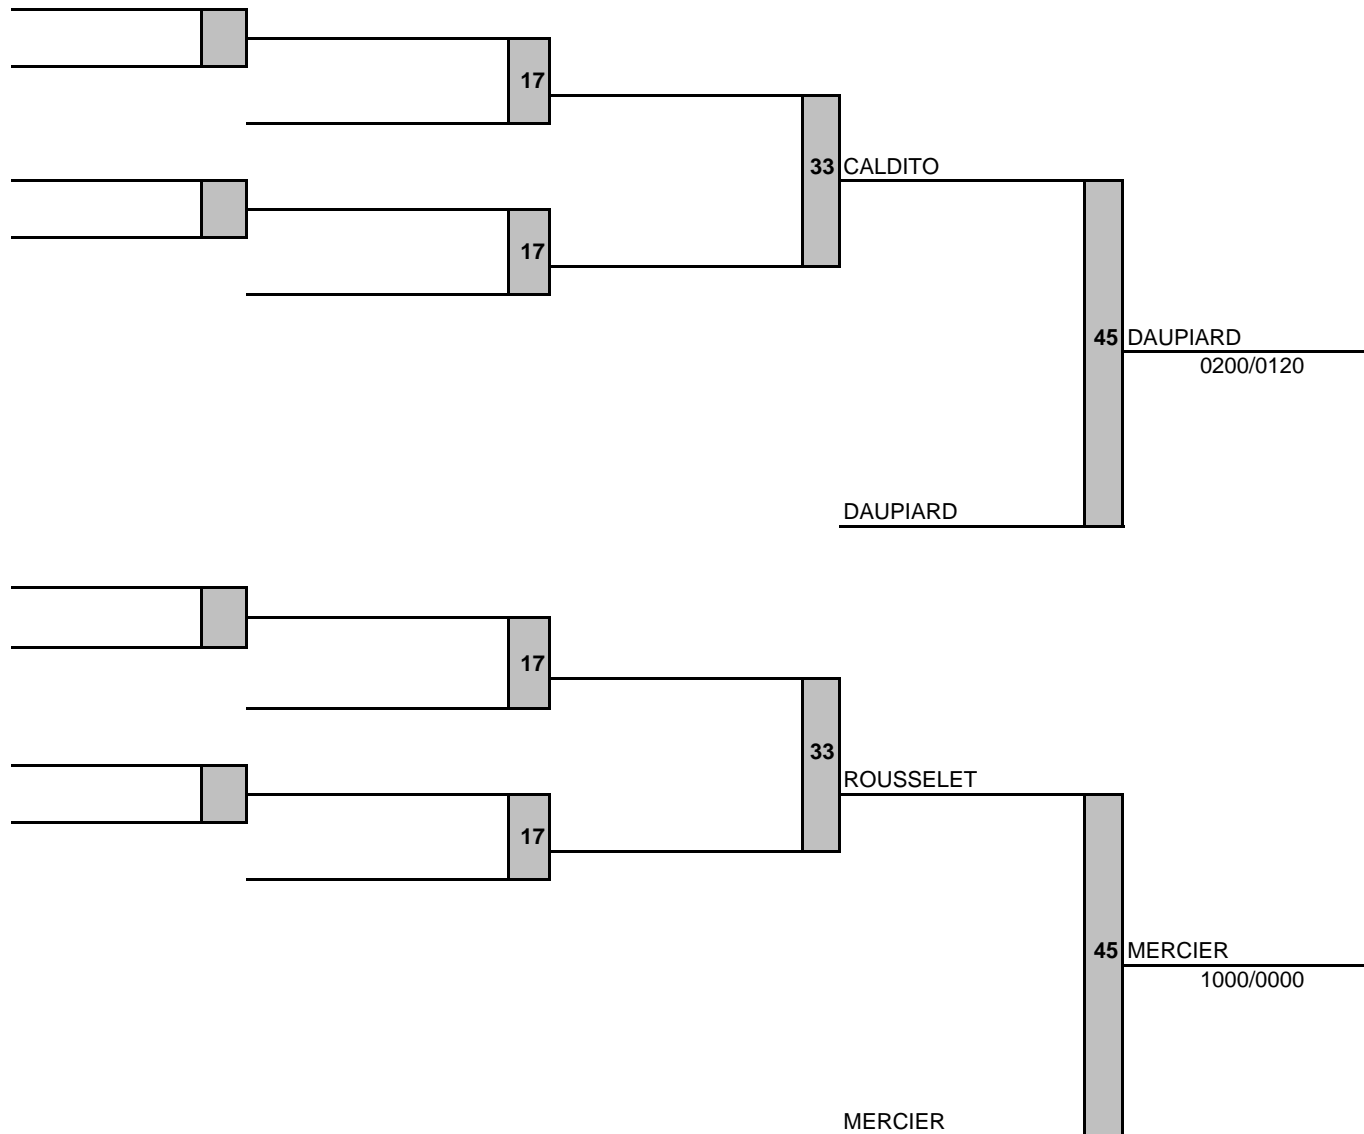 17
33 CALDITO
17
45 DAUPIARD
0200/0120
DAUPIARD
17
33
ROUSSELET
17
45 MERCIER
1000/0000
MERCIER